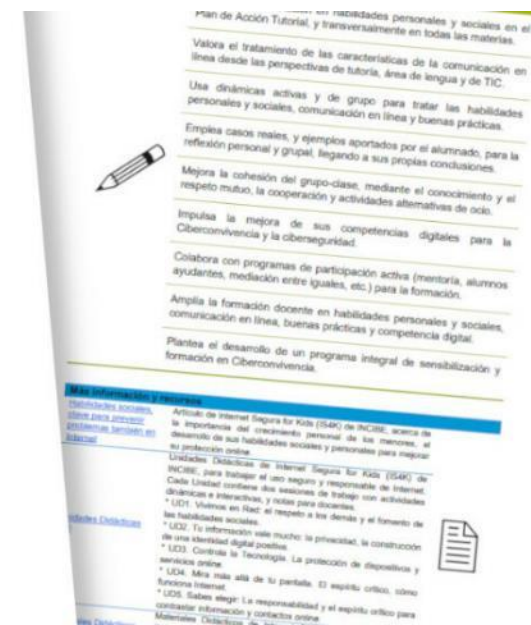 en habilidades personales y sociales en el
Plan de Acción Tutorial, y transversalmente en todas las materias.
Valora el tratamiento de las características de la comunicación en
línea desde las perspectivas de tutoría, área de lengua y de TIC.
Usa dinámicas activas y de grupo para tratar las habilidades
personales y sociales, comunicación en línea y buenas prácticas.
Emplea casos reales, y ejemplos aportados por el alumnado, para la
reflexión personal y grupal, llegando a sus propias conclusiones.
Mejora la cohesión del grupo-clase, mediante el conocimiento y el
respeto mutuo, la cooperación y actividades alternativas de ocio.
Impulsa la mejora de sus competencias digitales para la
Ciberconvivencia y la ciberseguridad.
Colabora con programas de participación activa (mentoría, alumnos
ayudantes, mediación entre iguales, etc.) para la formación.
Amplía la formación docente en habilidades personales y sociales,
comunicación en línea, buenas prácticas y competencia digital.
Plantea el desarrollo de un programa integral de sensibilización y
formación en Ciberconvivencia.
Más información y recursos
Habilidades sociales,
clave para prevenir
problemas también en
Internet
Artículo de Internet Segura for Kids (IS4K) de INCIBE, acerca de
la importancia del crecimiento personal de los menores, el
desarrollo de sus habilidades sociales y personales para mejorar
su protección online.
Unidades Didácticas de Internet Segura for Kids (IS4K) de
INCIBE, para trabajar el uso seguro y responsable de Internet.
Cada Unidad contiene dos sesiones de trabajo con actividades
dinámicas e interactivas, y notas para docentes.
* UD1. Vivimos en Red: el respeto a los demás y el fomento de
las habilidades sociales.
* UD2. Tu información vale mucho: la privacidad, la construcción
de una identidad digital positiva.
* UD3. Controla la Tecnología. La protección de dispositivos y
servicios online.
* UD4. Mira más allá de tu pantalla. El espíritu crítico, cómo
funciona Internet.
* UD5. Sabes elegir: La responsabilidad y el espíritu crítico para
contrastar información y contactos online.
Didácticas
Materiales Didácticos de